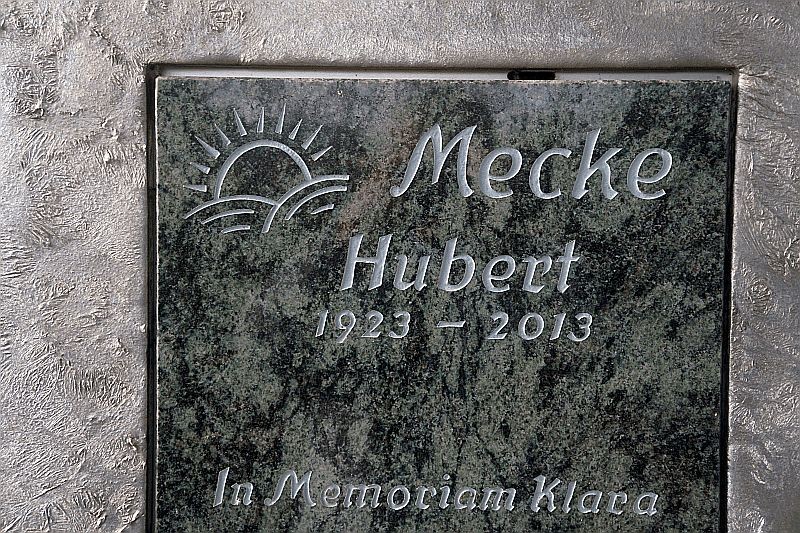 Mecke
Hubert
1923 – 2013
In Memoriam Klara